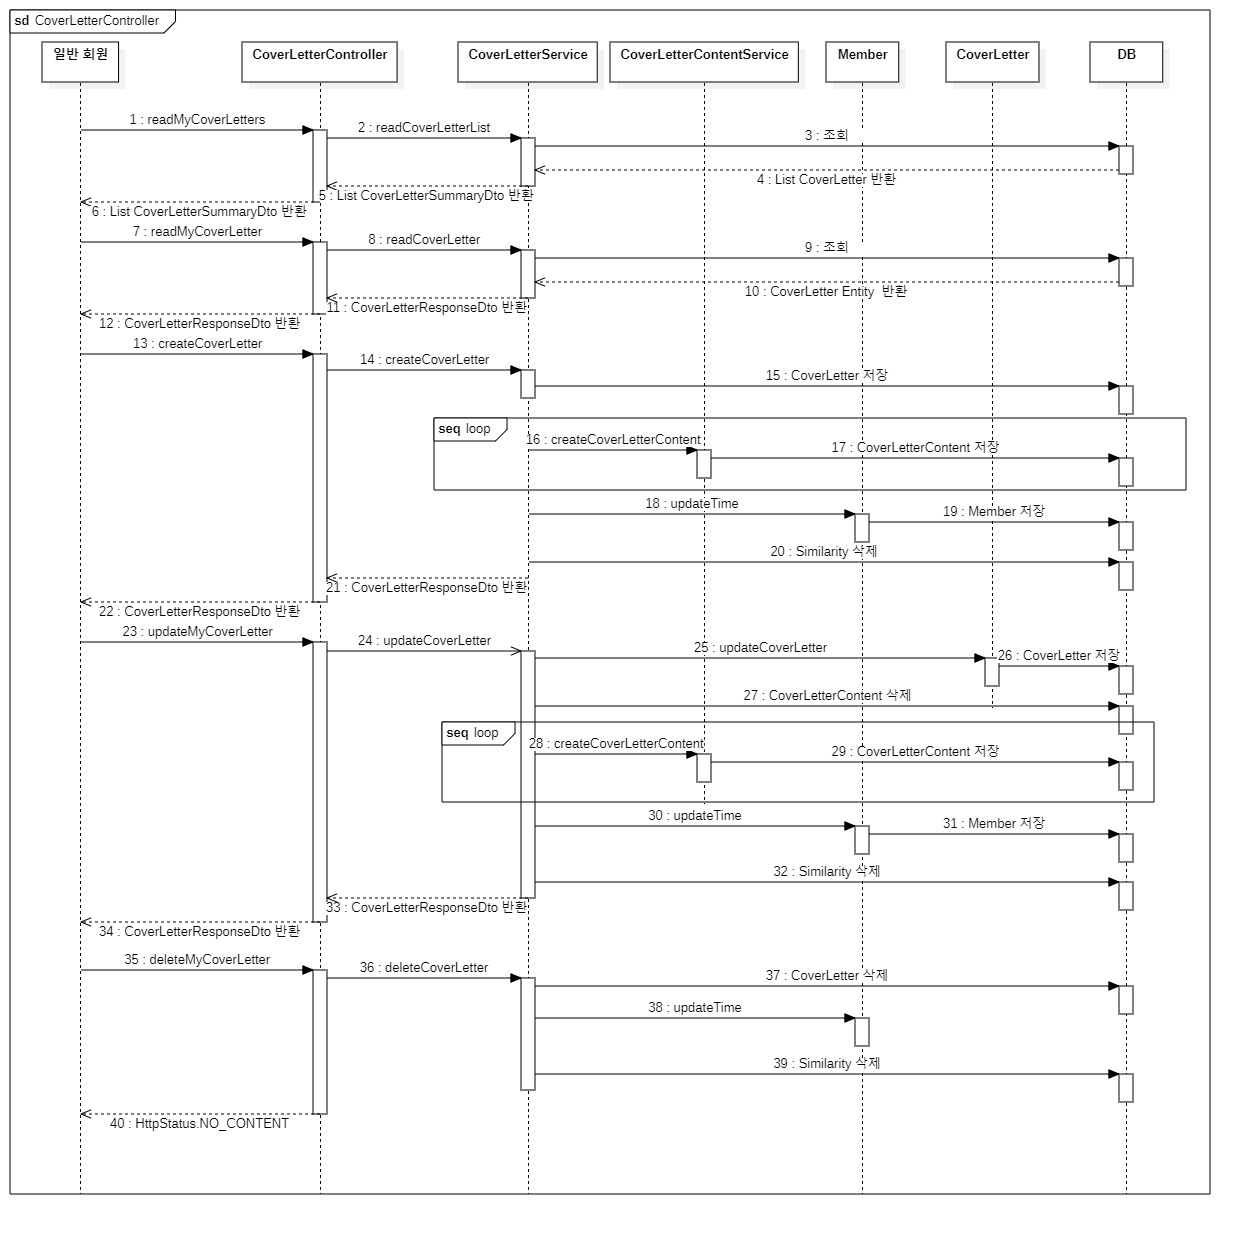 sd CoverLetterController
일반 회원
CoverLetterController
CoverLetterService
CoverLetterContentService
Member
CoverLetter
DB
1 : readMyCoverLetters
2 : readCoverLetterList
3 : 조회
4 : List CoverLetter 반환
5 : List CoverLetterSummaryDto 반환
6 : List CoverLetterSummaryDto 반환
7 : readMyCoverLetter
8 : readCoverLetter
9 : 조회
10 : CoverLetter Entity  반환
11 : CoverLetterResponseDto 반환
12 : CoverLetterResponseDto 반환
13 : createCoverLetter
14 : createCoverLetter
15 : CoverLetter 저장
seq loop
16 : createCoverLetterContent
17 : CoverLetterContent 저장
18 : updateTime
19 : Member 저장
20 : Similarity 삭제
21 : CoverLetterResponseDto 반환
22 : CoverLetterResponseDto 반환
23 : updateMyCoverLetter
24 : updateCoverLetter
25 : updateCoverLetter
26 : CoverLetter 저장
27 : CoverLetterContent 삭제
seq loop
28 : createCoverLetterContent
29 : CoverLetterContent 저장
30 : updateTime
31 : Member 저장
32 : Similarity 삭제
33 : CoverLetterResponseDto 반환
34 : CoverLetterResponseDto 반환
35 : deleteMyCoverLetter
36 : deleteCoverLetter
37 : CoverLetter 삭제
38 : updateTime
39 : Similarity 삭제
40 : HttpStatus.NO_CONTENT